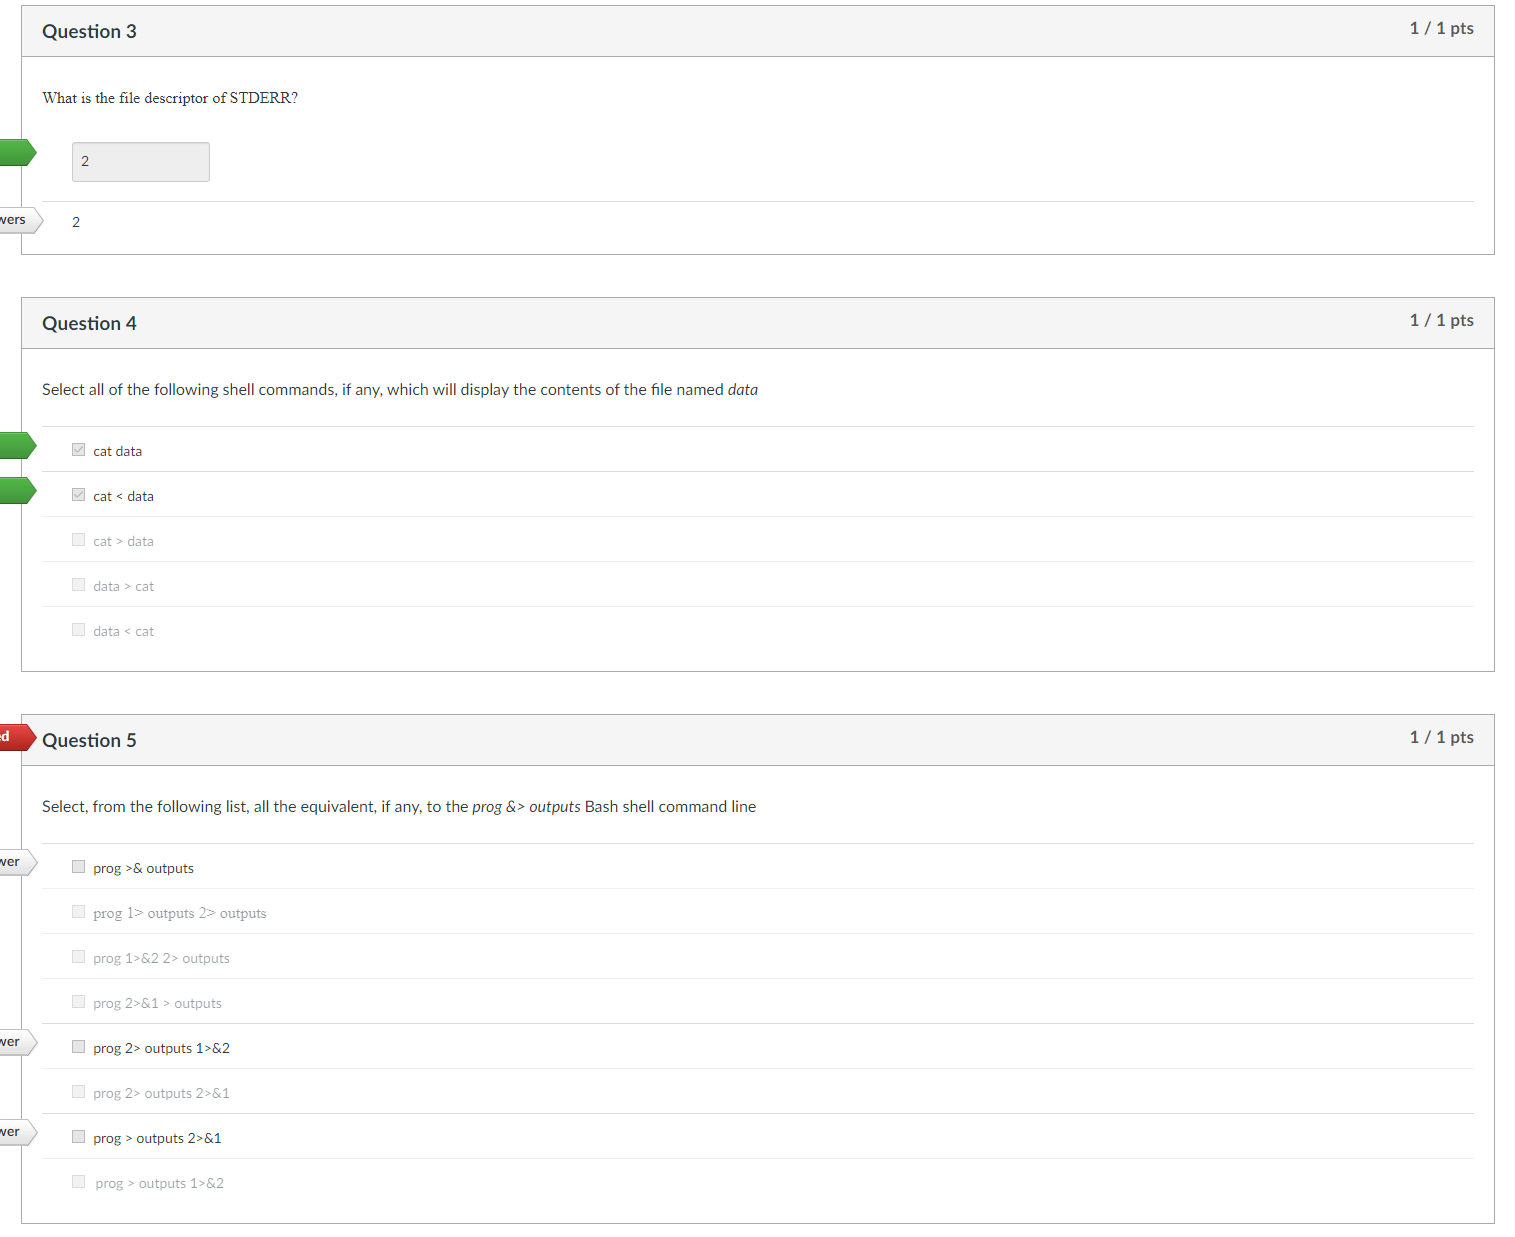 Question 3
1 / 1 pts
What is the file descriptor of STDERR?
2
wers
2
Question 4
1 / 1 pts
Select all of the following shell commands, if any, which will display the contents of the file named data
cat data
cat < data
cat > data
data > cat
data < cat
ed
Question 5
1 / 1 pts
Select, from the following list, all the equivalent, if any, to the prog &> outputs Bash shell command line
wer
prog >& outputs
prog 1> outputs 2> outputs
prog 1>&2 2> outputs
prog 2>&1 > outputs
wer
prog 2> outputs 1>&2
prog 2> outputs 2>&1
wer
prog > outputs 2>&1
prog > outputs 1>&2